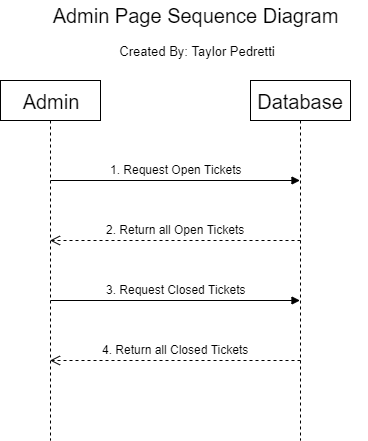 Admin Page Sequence Diagram
Created By: Taylor Pedretti
Admin
Database
1. Request Open Tickets
2. Return all Open Tickets
3. Request Closed Tickets
4. Return all Closed Tickets